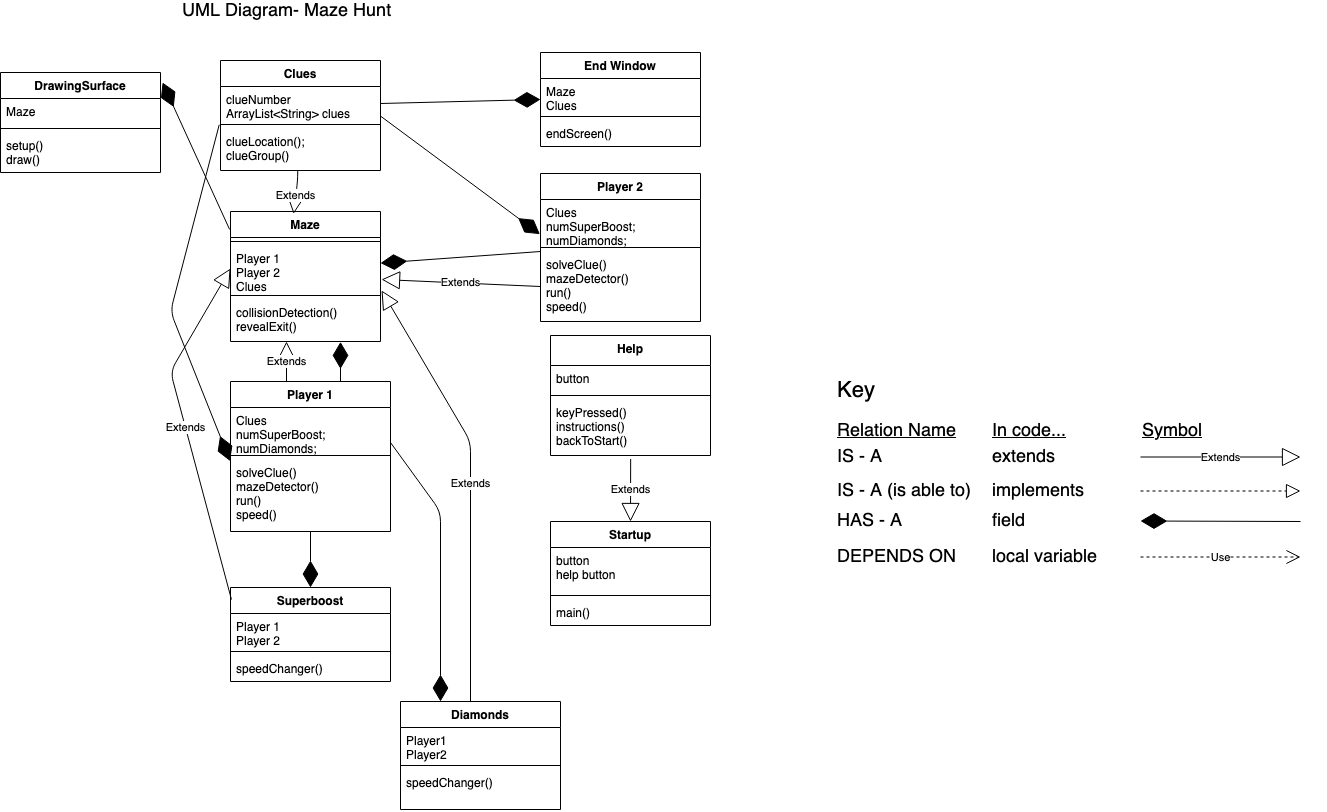 UML Diagram- Maze Hunt
DrawingSurface
Maze
setup()
draw()
Clues
clueNumber
ArrayList<String> clues
clueLocation();
clueGroup()
End Window
Maze
Clues
endScreen()
Extends
Maze
Player 1
Player 2
Clues
collisionDetection()
revealExit()
Player 2
Clues
numSuperBoost;
numDiamonds;
solveClue()
mazeDetector()
run()
speed()
Extends
Extends
Player 1
Clues
numSuperBoost;
numDiamonds;
solveClue()
mazeDetector()
run()
speed()
Extends
Extends
Help
button
keyPressed()
instructions()
backToStart()
Extends
Startup
button
help button
main()
Superboost
Player 1
Player 2
speedChanger()
Diamonds
Player1
Player2
speedChanger()
Key
Relation Name In code... Symbol
IS - A extends Extends
IS - A (is able to) implements
HAS - A field
DEPENDS ON local variable Use